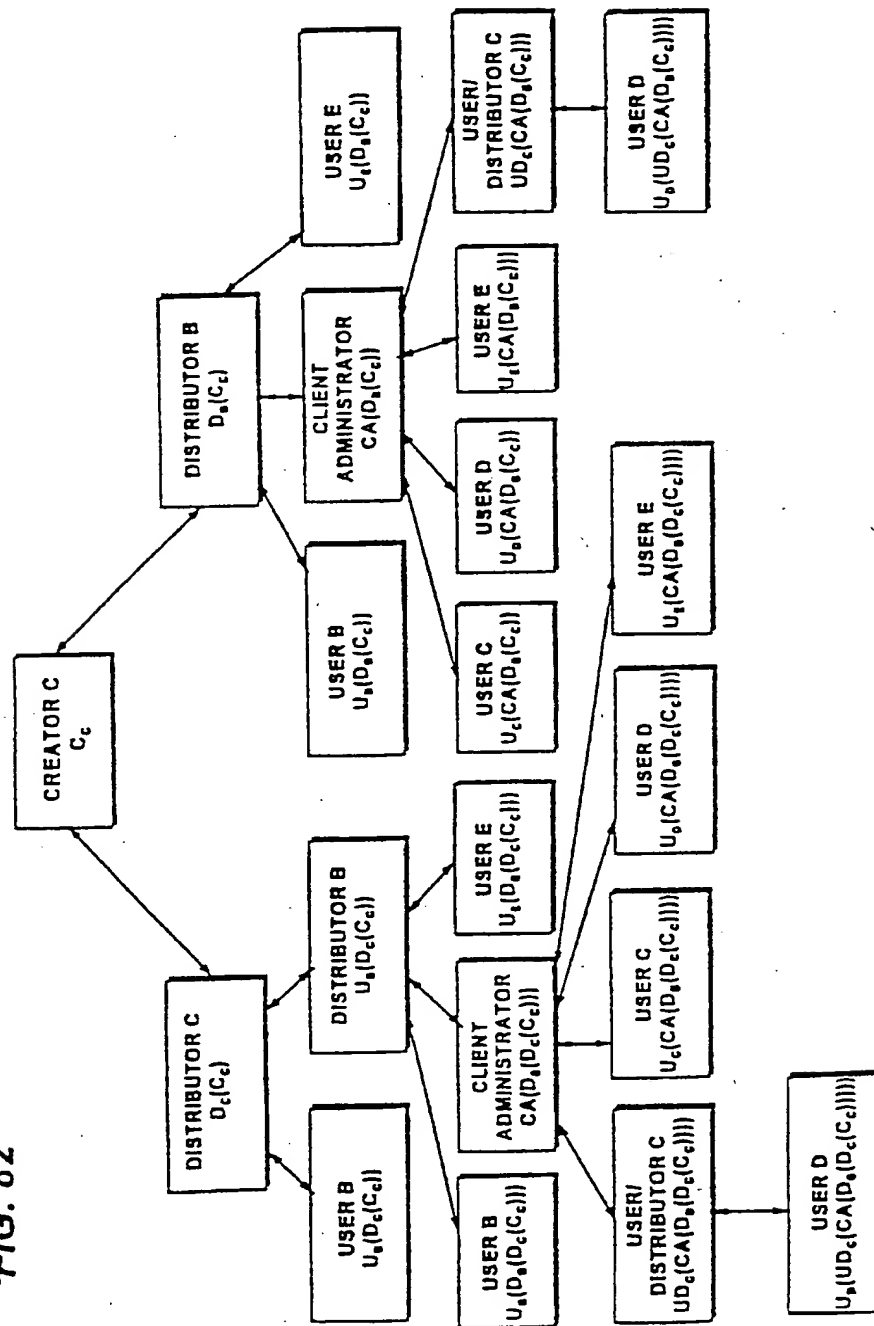 FIG. 82
CREATOR C
C_C
DISTRIBUTOR C
D_C(C_C)
DISTRIBUTOR B
D_B(C_C)
USER B
U_B(D_C(C_C))
DISTRIBUTOR B
U_B(D_C(C_C))
USER B
U_B(D_B(C_C))
CLIENT
ADMINISTRATOR
CA(D_B(C_C))
USER E
U_E(D_B(C_C))
USER B
U_B(D_B(D_C(C_C)))
CLIENT
ADMINISTRATOR
CA(D_B(D_C(C_C)))
USER E
U_E(D_B(D_C(C_C)))
USER C
U_C(CA(D_B(C_C))
USER D
U_D(CA(D_B(C_C))
USER E
U_E(CA(D_B(C_C)))
USER/
DISTRIBUTOR C
UD_C(CA(D_B(C_C)))
USER/
DISTRIBUTOR C
UD_C(CA(D_B(D_C(C_C))))
USER C
U_C(CA(D_B(D_C(C_C)))))
USER D
U_D(CA(D_B(D_C(C_C)))))
USER E
U_E(CA(D_B(D_C(C_C)))))
USER D
U_D(UD_C(CA(D_B(C_C))))
USER D
U_D(UD_C(CA(D_B(D_C(C_C))))))